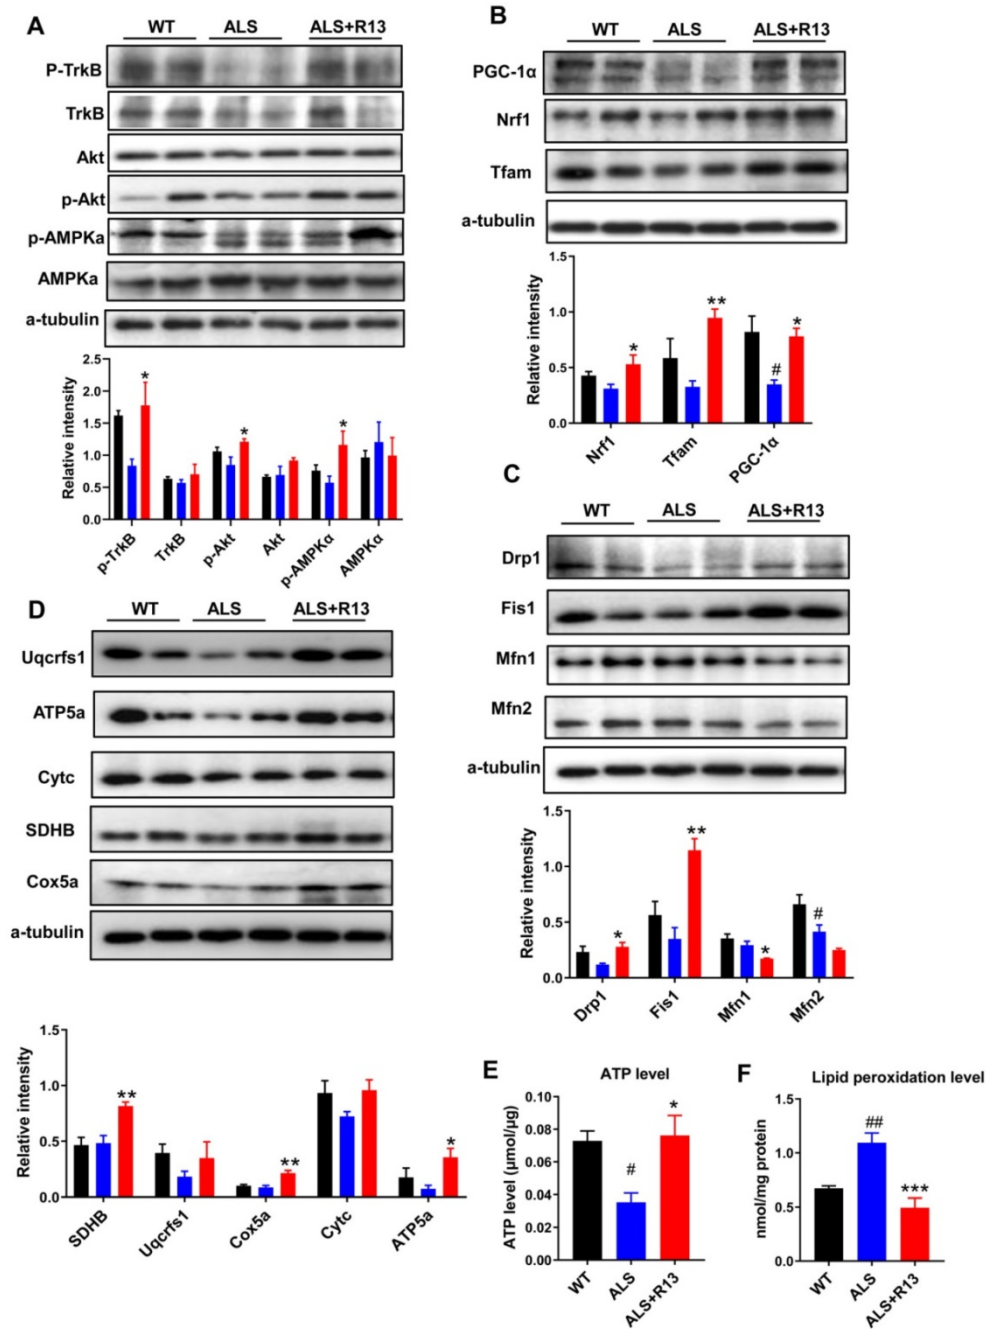 A
WT ALS ALS+R13
P-TrkB
TrkB
Akt
p-Akt
p-AMPKa
AMPKa
a-tubulin
Relative intensity
2.5
2.0
1.5
1.0
0.5
0.0
* * *
p-TrkB TrkB p-Akt Akt p-AMPKα AMPKα
B
WT ALS ALS+R13
PGC-1α
Nrf1
Tfam
a-tubulin
Relative intensity
1.5
1.0
0.5
0.0
* ** # *
Nrf1 Tfam PGC-1α
C
WT ALS ALS+R13
Drp1
Fis1
Mfn1
Mfn2
a-tubulin
Relative intensity
1.5
1.0
0.5
0.0
* ** * #
Drp1 Fis1 Mfn1 Mfn2
D
WT ALS ALS+R13
Uqcrfs1
ATP5a
Cytc
SDHB
Cox5a
a-tubulin
Relative intensity
1.5
1.0
0.5
0.0
** ** *
SDHB Uqcrfs1 Cox5a Cytc ATP5a
E
ATP level
ATP level (μmol/μg)
0.10
0.08
0.06
0.04
0.02
0.00
# *
WT ALS ALS+R13
F
Lipid peroxidation level
nmol/mg protein
1.5
1.0
0.5
0.0
## ***
WT ALS ALS+R13